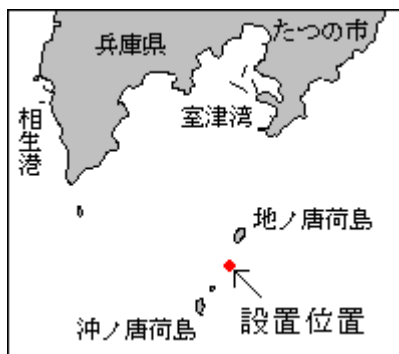 兵庫県
たつの市
相生港
室津湾
地ノ唐荷島
沖ノ唐荷島
設置位置